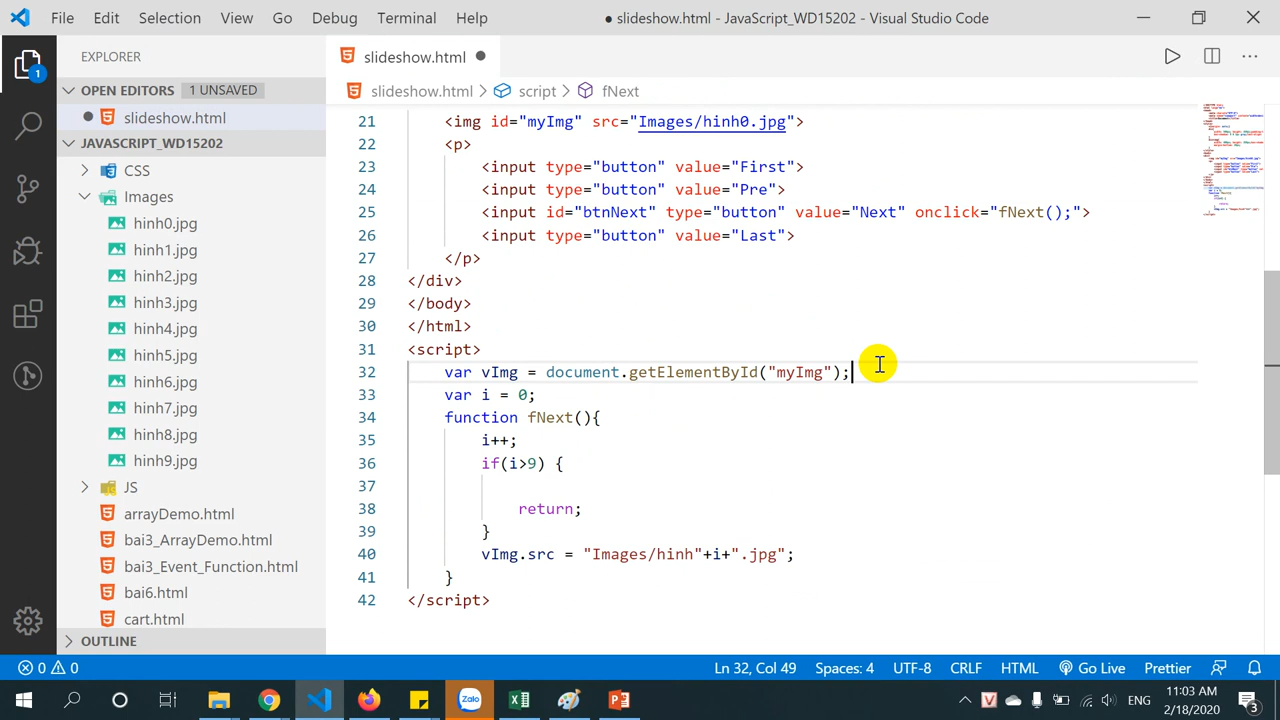 File Edit Selection View Go Debug Terminal Help
● slideshow.html - JavaScript_WD15202 - Visual Studio Code
EXPLORER
OPEN EDITORS 1 UNSAVED
slideshow.html
JAVASCRIPT_WD15202
CSS
Images
hinh0.jpg
hinh1.jpg
hinh2.jpg
hinh3.jpg
hinh4.jpg
hinh5.jpg
hinh6.jpg
hinh7.jpg
hinh8.jpg
hinh9.jpg
JS
arrayDemo.html
bai3_ArrayDemo.html
bai3_Event_Function.html
bai6.html
cart.html
OUTLINE
1
slideshow.html
slideshow.html > script > fNext
21 <img id="myImg" src="Images/hinh0.jpg">
22 <p>
23 <input type="button" value="First">
24 <input type="button" value="Pre">
25 <input id="btnNext" type="button" value="Next" onclick="fNext();">
26 <input type="button" value="Last">
27 </p>
28 </div>
29 </body>
30 </html>
31 <script>
32 var vImg = document.getElementById("myImg");
33 var i = 0;
34 function fNext(){
35 i++;
36 if(i>9) {
37
38 return;
39 }
40 vImg.src = "Images/hinh"+i+".jpg";
41 }
42 </script>
0 0 Ln 32, Col 49 Spaces: 4 UTF-8 CRLF HTML Go Live Prettier
Zalo
ENG
11:03 AM
2/18/2020
3